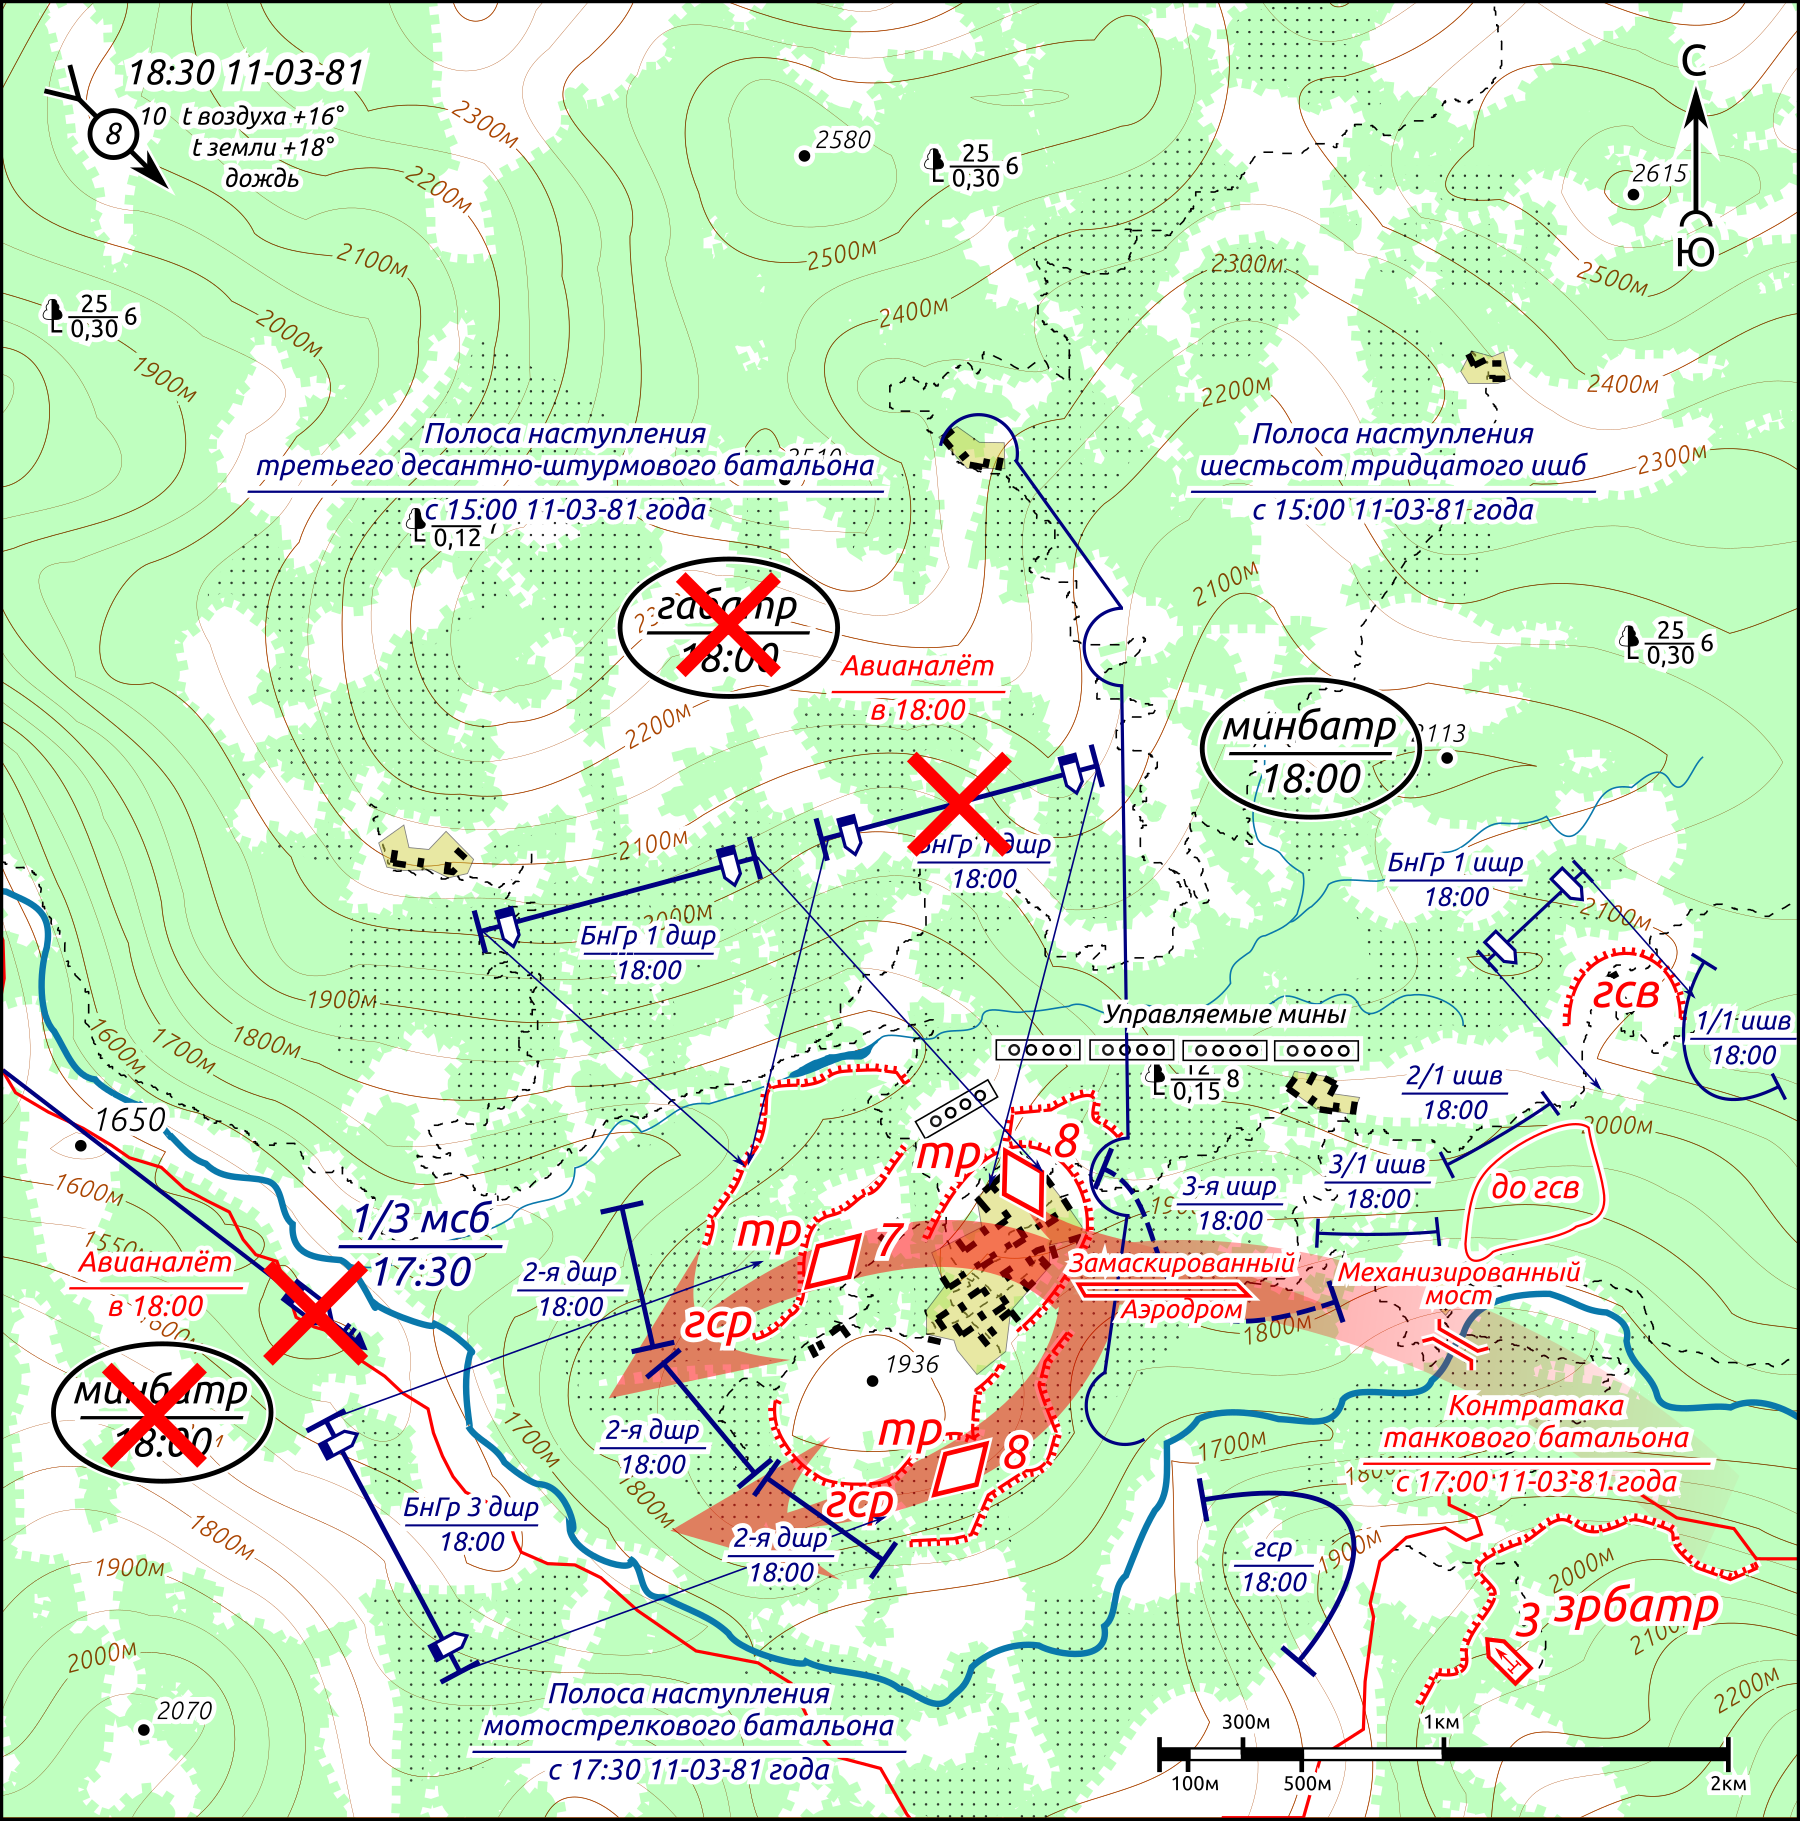 18:30 11-03-81
10 t воздуха +16°
8
t земли +18°
дождь
С
Ю
2300м
2580
25
0,30 6
2615
2200м
2100м
2500м
2300м
2500м
25
0,30 6
2000м
1900м
2400м
2200м
2400м
Полоса наступления
третьего десантно-штурмового батальона
с 15:00 11-03-81 года
Полоса наступления
шестьсот тридцатого ишб
с 15:00 11-03-81 года
2300м
0,12
габатр
18:00
2100м
Авианалёт
в 18:00
25
0,30 6
2200м
минбатр
18:00
2113
2100м
БнГр 1 дшр
18:00
БнГр 1 ишр
18:00
2100м
2000м
БнГр 1 дшр
18:00
1900м
гсв
Управляемые мины
1/1 ишв
18:00
1600м
1700м
1800м
12
0,15 8
2/1 ишв
18:00
2000м
1650
тр 8
3/1 ишв
18:00
до гсв
1600м
3-я ишр
18:00
1/3 мсб
17:30
тр 7
1550
Авианалёт
в 18:00
2-я дшр
18:00
Замаскированный
Аэродром
Механизированный
мост
1600м
гср
1800м
1936
минбатр
18:00
Контратака
танкового батальона
с 17:00 11-03-81 года
1700м
2-я дшр
18:00
тр 8
1700м
1800м
1800м
гср
БнГр 3 дшр
18:00
2-я дшр
18:00
1800м
1900м
гср
18:00
1900м
2000м
3 зрбатр
2000м
2100
2200м
2070
Полоса наступления
мотострелкового батальона
с 17:30 11-03-81 года
300м 1км
100м 500м 2км